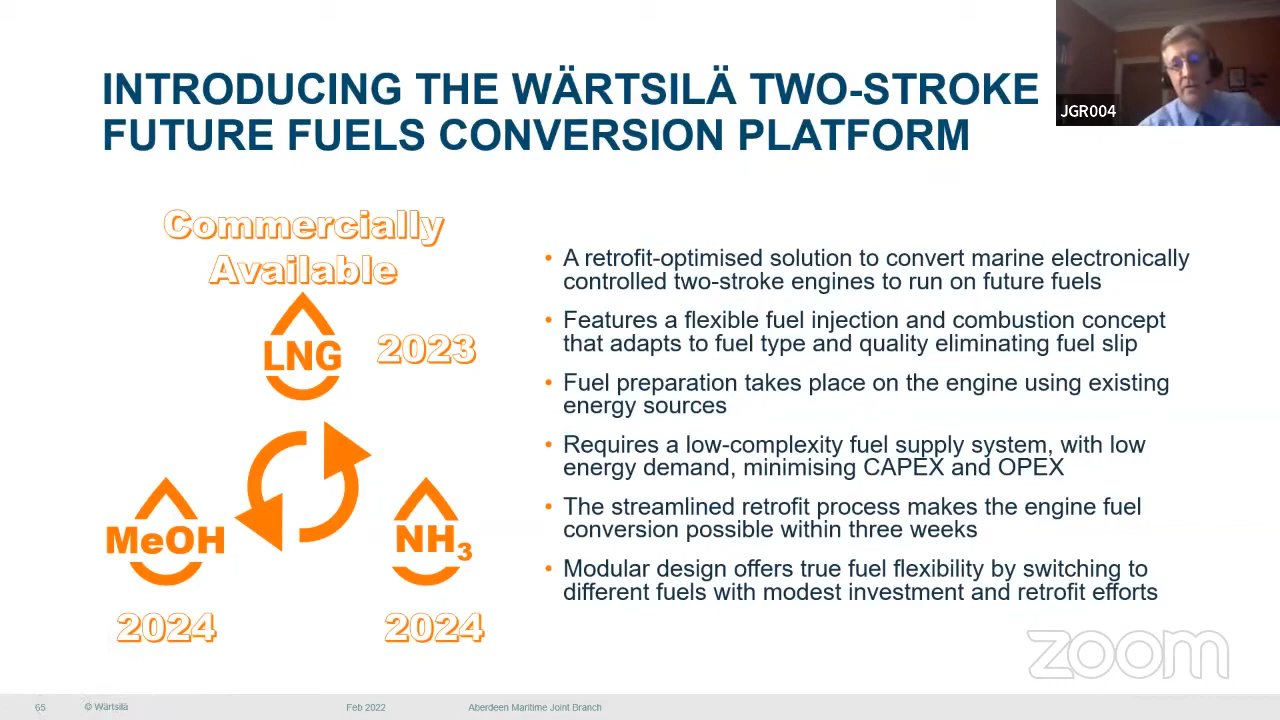 INTRODUCING THE WÄRTSILÄ TWO-STROKE
FUTURE FUELS CONVERSION PLATFORM
JGR004
Commercially
Available
LNG
2023
MeOH
NH₃
2024
2024
• A retrofit-optimised solution to convert marine electronically
controlled two-stroke engines to run on future fuels
• Features a flexible fuel injection and combustion concept
that adapts to fuel type and quality eliminating fuel slip
• Fuel preparation takes place on the engine using existing
energy sources
• Requires a low-complexity fuel supply system, with low
energy demand, minimising CAPEX and OPEX
• The streamlined retrofit process makes the engine fuel
conversion possible within three weeks
• Modular design offers true fuel flexibility by switching to
different fuels with modest investment and retrofit efforts
zoom
65
© Wärtsilä
Feb 2022
Aberdeen Maritime Joint Branch